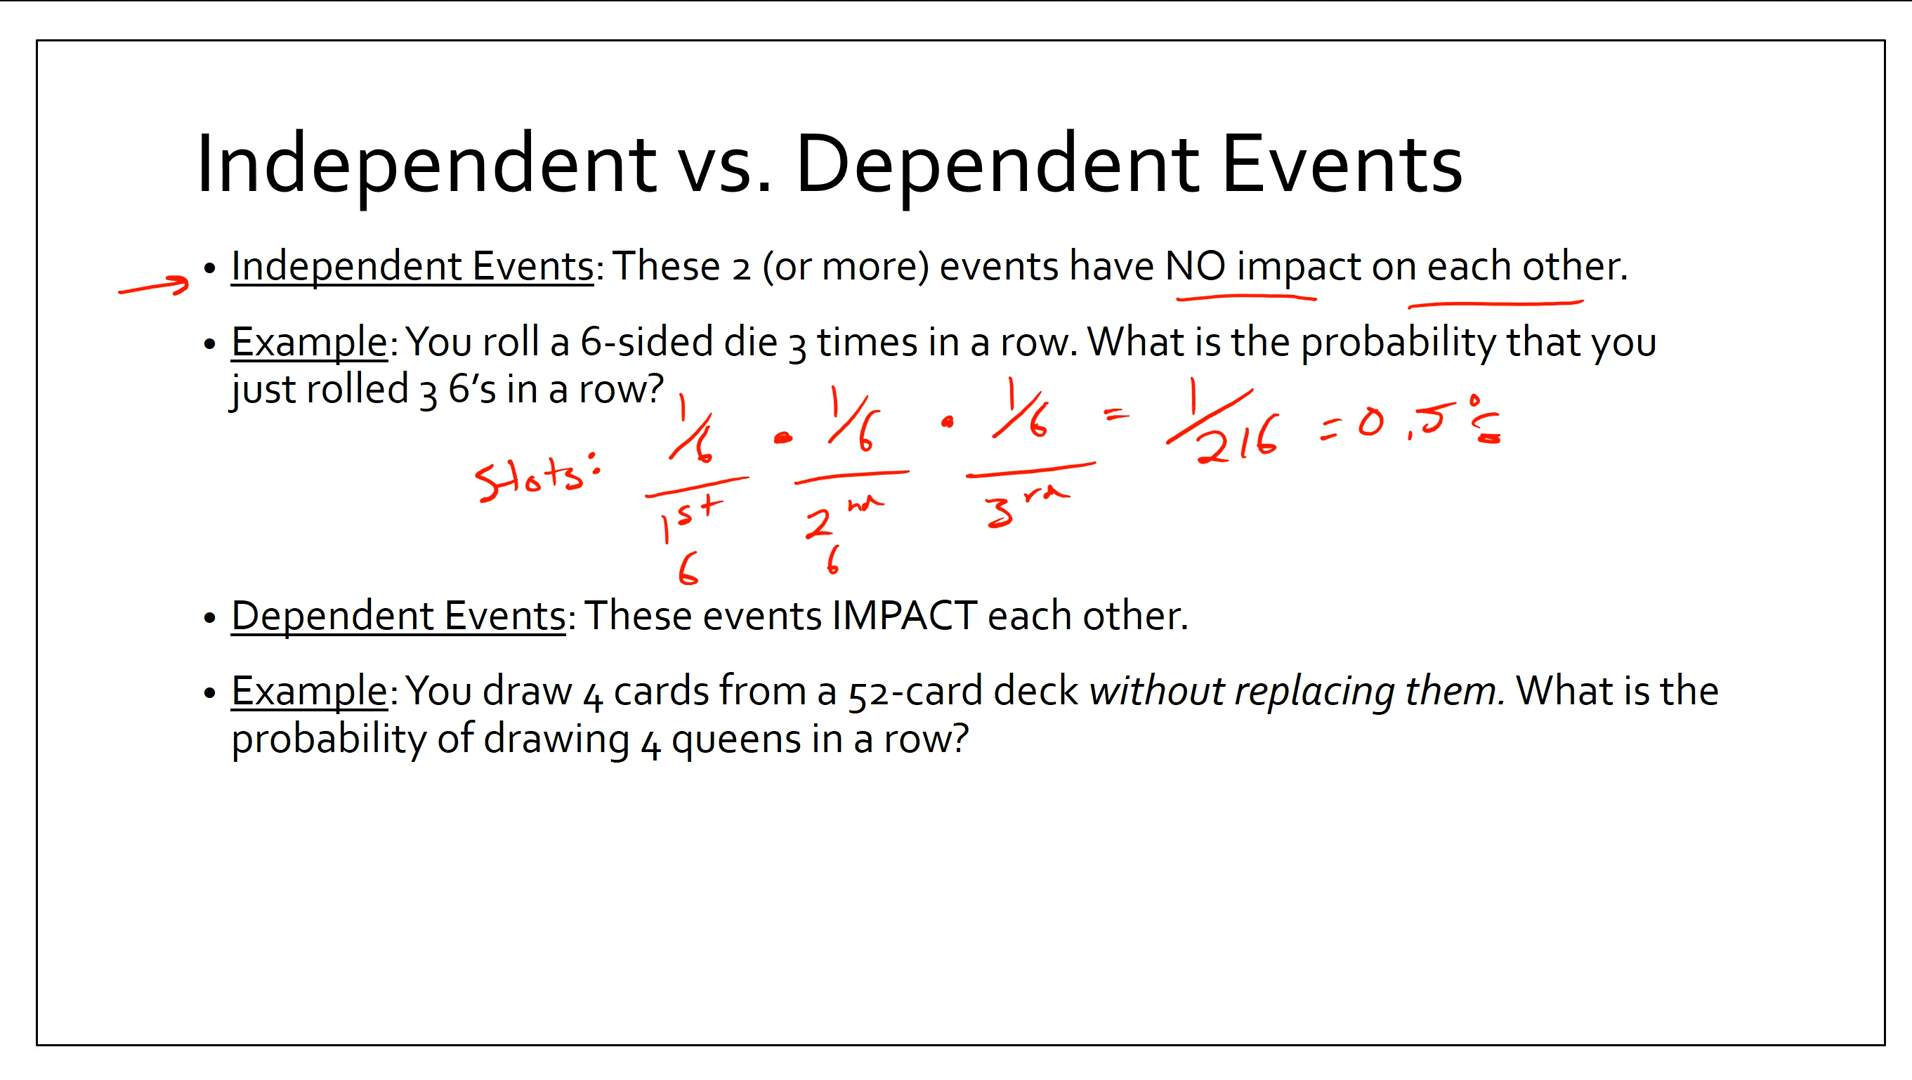 Independent vs. Dependent Events
• Independent Events: These 2 (or more) events have NO impact on each other.
• Example: You roll a 6-sided die 3 times in a row. What is the probability that you
just rolled 3 6's in a row?
Slots: 1/6 • 1/6 • 1/6 = 1/216 = 0.5%
1st 2nd 3rd
6 6
• Dependent Events: These events IMPACT each other.
• Example: You draw 4 cards from a 52-card deck without replacing them. What is the
probability of drawing 4 queens in a row?